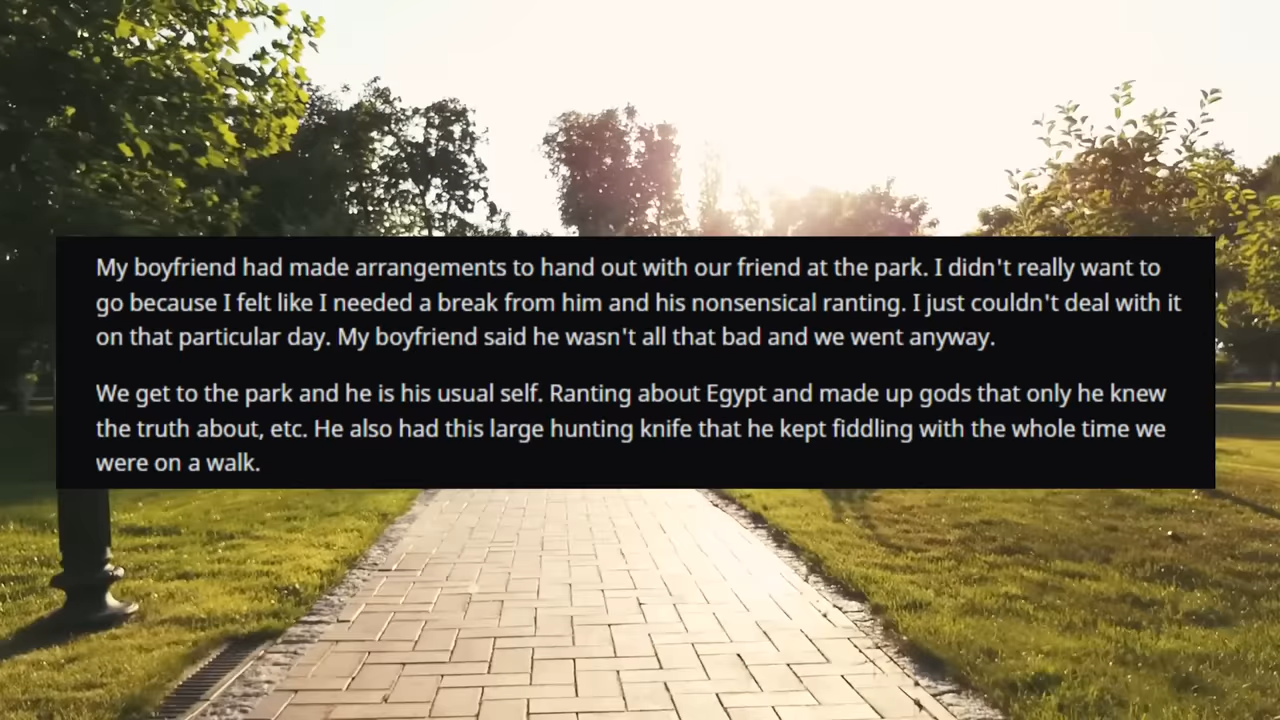 My boyfriend had made arrangements to hand out with our friend at the park. I didn't really want to
go because I felt like I needed a break from him and his nonsensical ranting. I just couldn't deal with it
on that particular day. My boyfriend said he wasn't all that bad and we went anyway.
We get to the park and he is his usual self. Ranting about Egypt and made up gods that only he knew
the truth about, etc. He also had this large hunting knife that he kept fiddling with the whole time we
were on a walk.